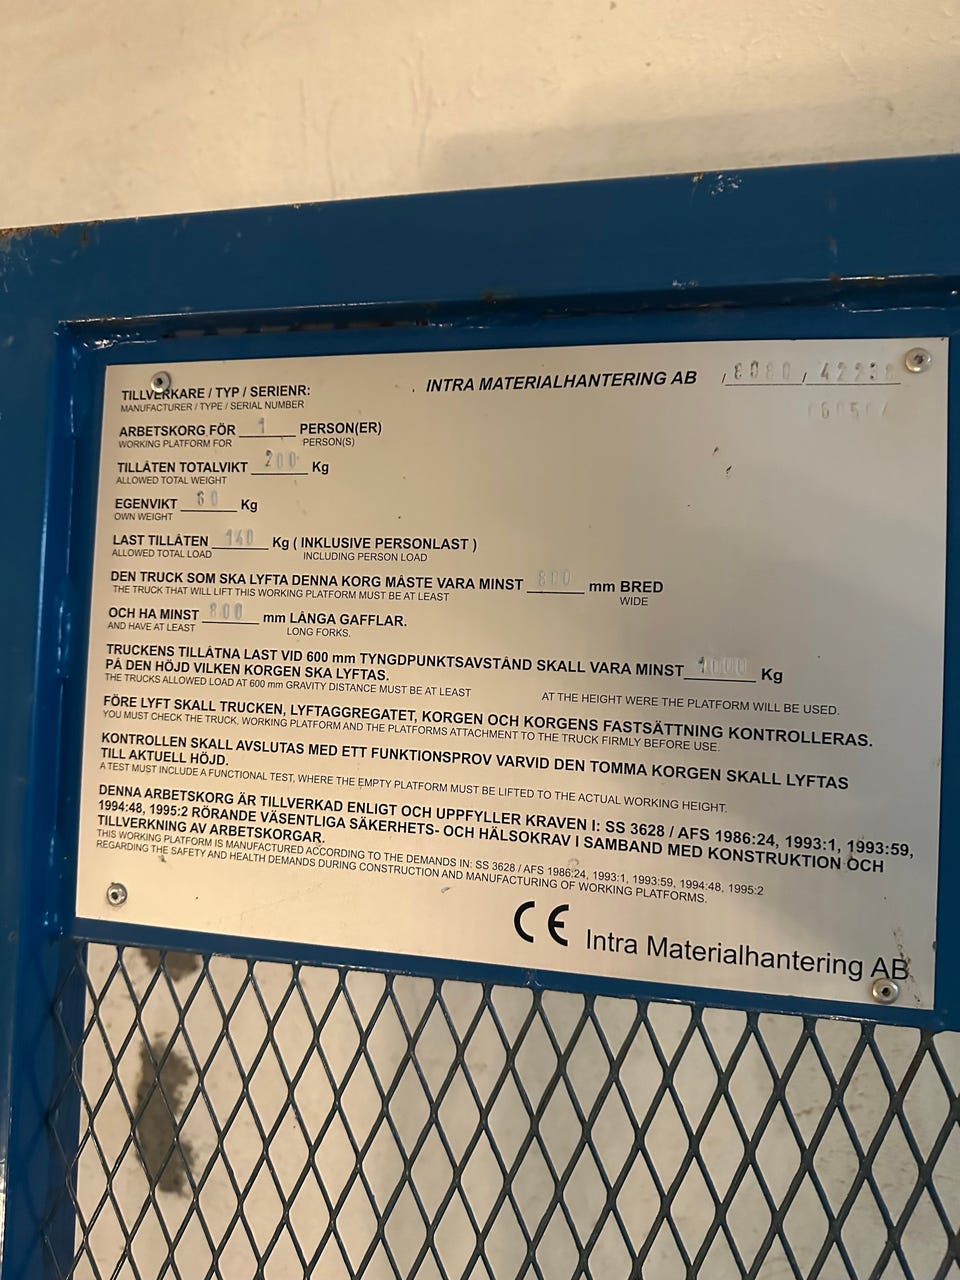 TILLVERKARE / TYP / SERIENR: INTRA MATERIALHANTERING AB / 8080 / 42238
MANUFACTURER / TYPE / SERIAL NUMBER
ARBETSKORG FÖR 1 PERSON(ER)
WORKING PLATFORM FOR PERSON(S)
TILLÅTEN TOTALVIKT 200 Kg
ALLOWED TOTAL WEIGHT
EGENVIKT 60 Kg
OWN WEIGHT
LAST TILLÅTEN 140 Kg ( INKLUSIVE PERSONLAST )
ALLOWED TOTAL LOAD INCLUDING PERSON LOAD
DEN TRUCK SOM SKA LYFTA DENNA KORG MÅSTE VARA MINST 800 mm BRED
THE TRUCK THAT WILL LIFT THIS WORKING PLATFORM MUST BE AT LEAST WIDE
OCH HA MINST 800 mm LÅNGA GAFFLAR.
AND HAVE AT LEAST LONG FORKS.
TRUCKENS TILLÅTNA LAST VID 600 mm TYNGDPUNKTSAVSTÅND SKALL VARA MINST 1000 Kg
PÅ DEN HÖJD VILKEN KORGEN SKA LYFTAS.
THE TRUCKS ALLOWED LOAD AT 600 mm GRAVITY DISTANCE MUST BE AT LEAST AT THE HEIGHT WERE THE PLATFORM WILL BE USED.
FÖRE LYFT SKALL TRUCKEN, LYFTAGGREGATET, KORGEN OCH KORGENS FASTSÄTTNING KONTROLLERAS.
YOU MUST CHECK THE TRUCK, WORKING PLATFORM AND THE PLATFORMS ATTACHMENT TO THE TRUCK FIRMLY BEFORE USE.
KONTROLLEN SKALL AVSLUTAS MED ETT FUNKTIONSPROV VARVID DEN TOMMA KORGEN SKALL LYFTAS
TILL AKTUELL HÖJD.
A TEST MUST INCLUDE A FUNCTIONAL TEST, WHERE THE EMPTY PLATFORM MUST BE LIFTED TO THE ACTUAL WORKING HEIGHT.
DENNA ARBETSKORG ÄR TILLVERKAD ENLIGT OCH UPPFYLLER KRAVEN I: SS 3628 / AFS 1986:24, 1993:1, 1993:59,
1994:48, 1995:2 RÖRANDE VÄSENTLIGA SÄKERHETS- OCH HÄLSOKRAV I SAMBAND MED KONSTRUKTION OCH
TILLVERKNING AV ARBETSKORGAR.
THIS WORKING PLATFORM IS MANUFACTURED ACCORDING TO THE DEMANDS IN: SS 3628 / AFS 1986:24, 1993:1, 1993:59, 1994:48, 1995:2
REGARDING THE SAFETY AND HEALTH DEMANDS DURING CONSTRUCTION AND MANUFACTURING OF WORKING PLATFORMS.
CE Intra Materialhantering AB